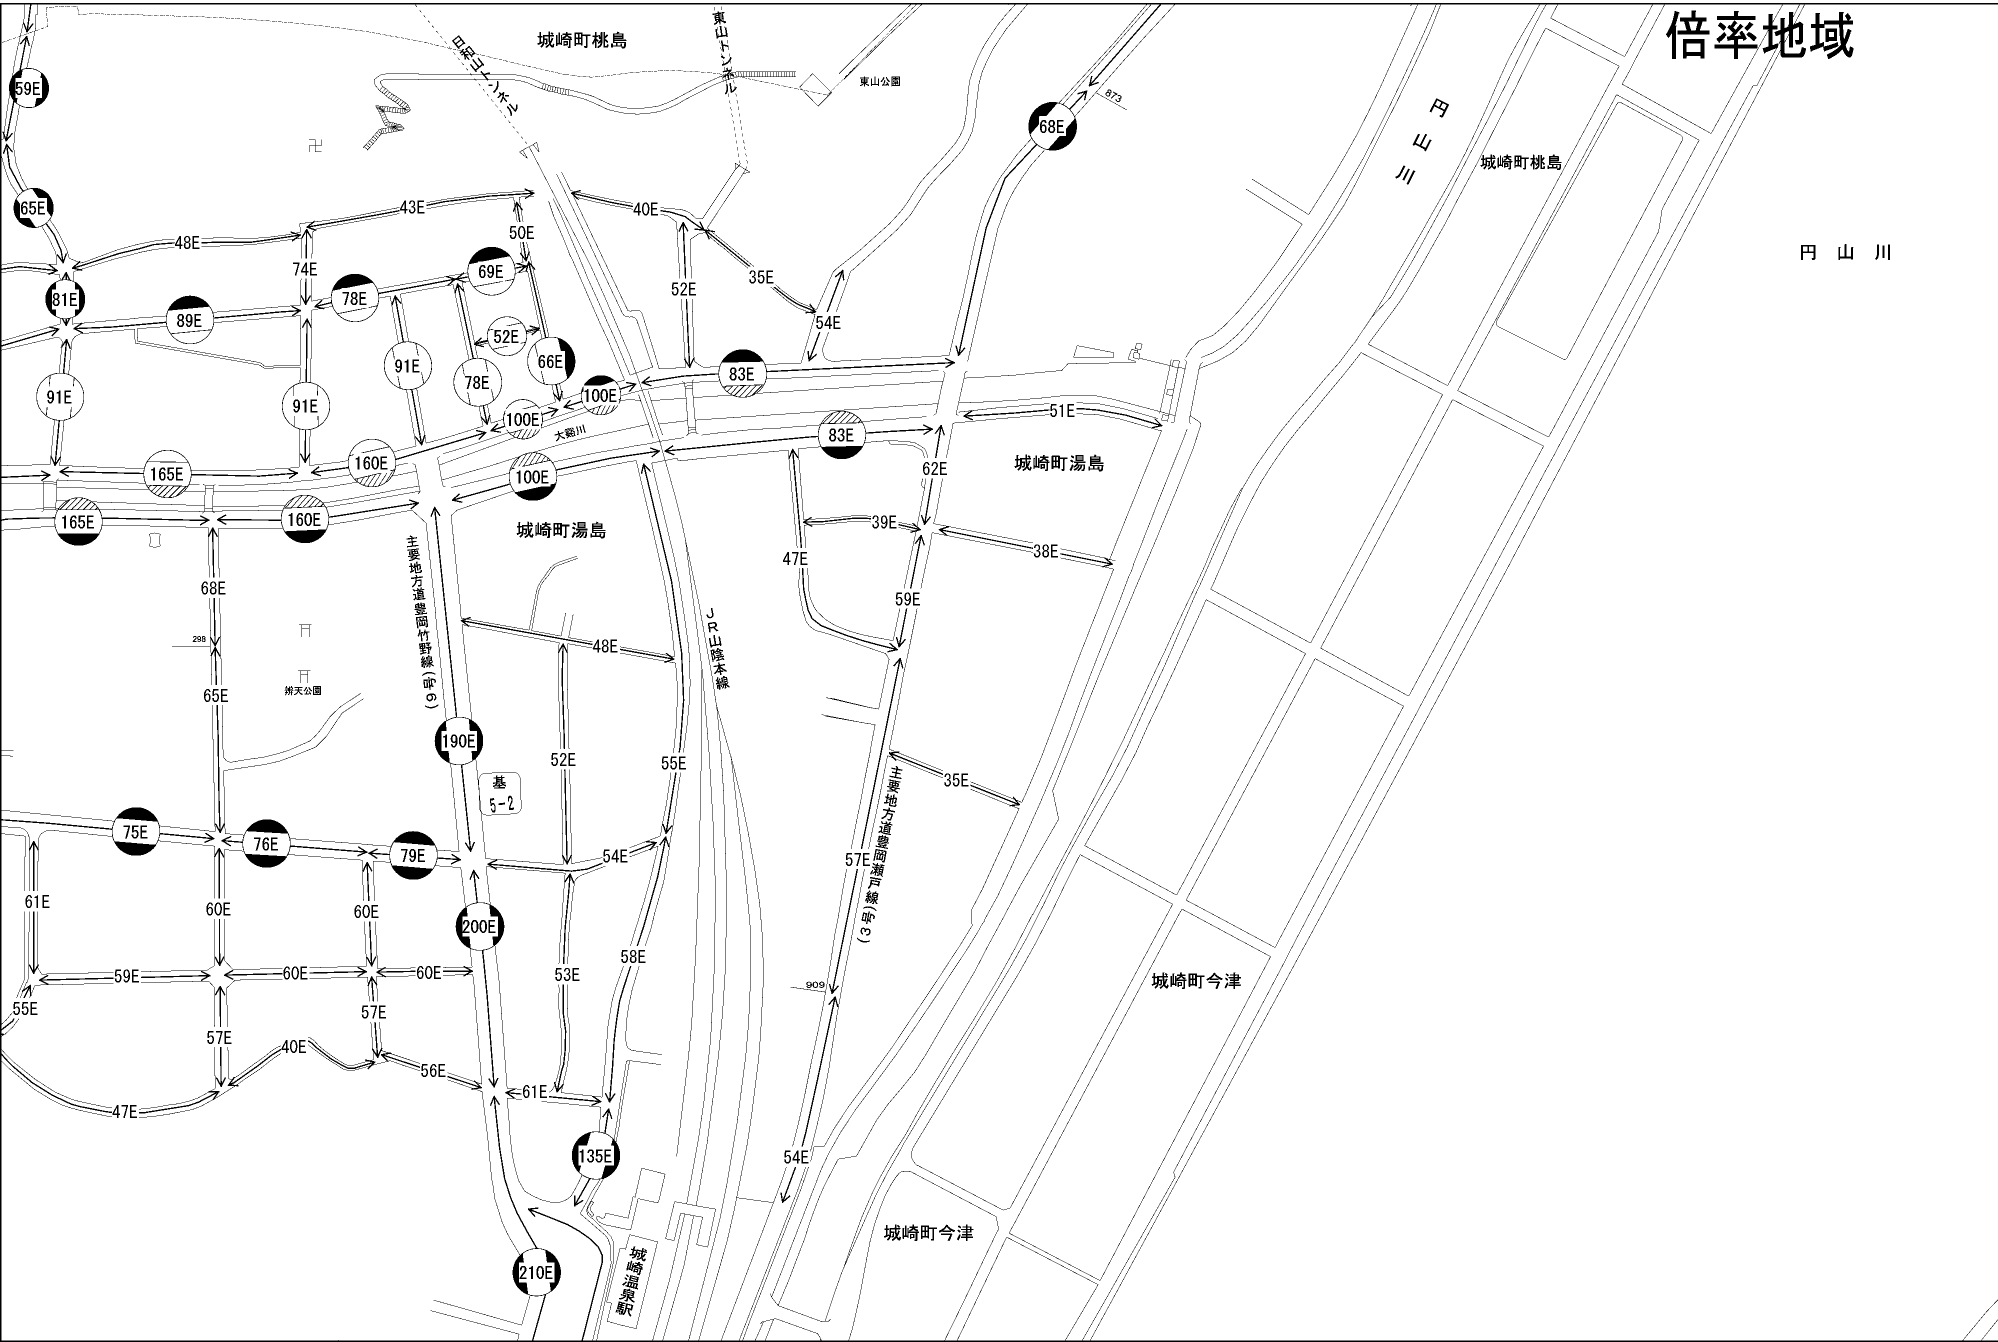 倍率地域
城崎町桃島
日和山トンネル
東山トンネル
東山公園
59E
873
68E
円山川
城崎町桃島
65E
43E
40E
48E
50E
円山川
74E
69E
35E
81E
78E
52E
89E
54E
52E
66E
91E
83E
78E
91E
100E
91E
51E
100E
大谿川
83E
160E
62E
城崎町湯島
165E
100E
165E
160E
39E
城崎町湯島
38E
47E
主要地方道豊岡竹野線(9号)
68E
59E
JR山陰本線
298
48E
辨天公園
65E
190E
52E
55E
35E
基
5-2
主要地方道豊岡瀬戸線(3号)
75E
76E
79E
54E
57E
61E
60E
60E
200E
58E
59E
60E
60E
53E
城崎町今津
909
55E
57E
57E
40E
56E
61E
47E
135E
54E
城崎町今津
210E
城崎温泉駅